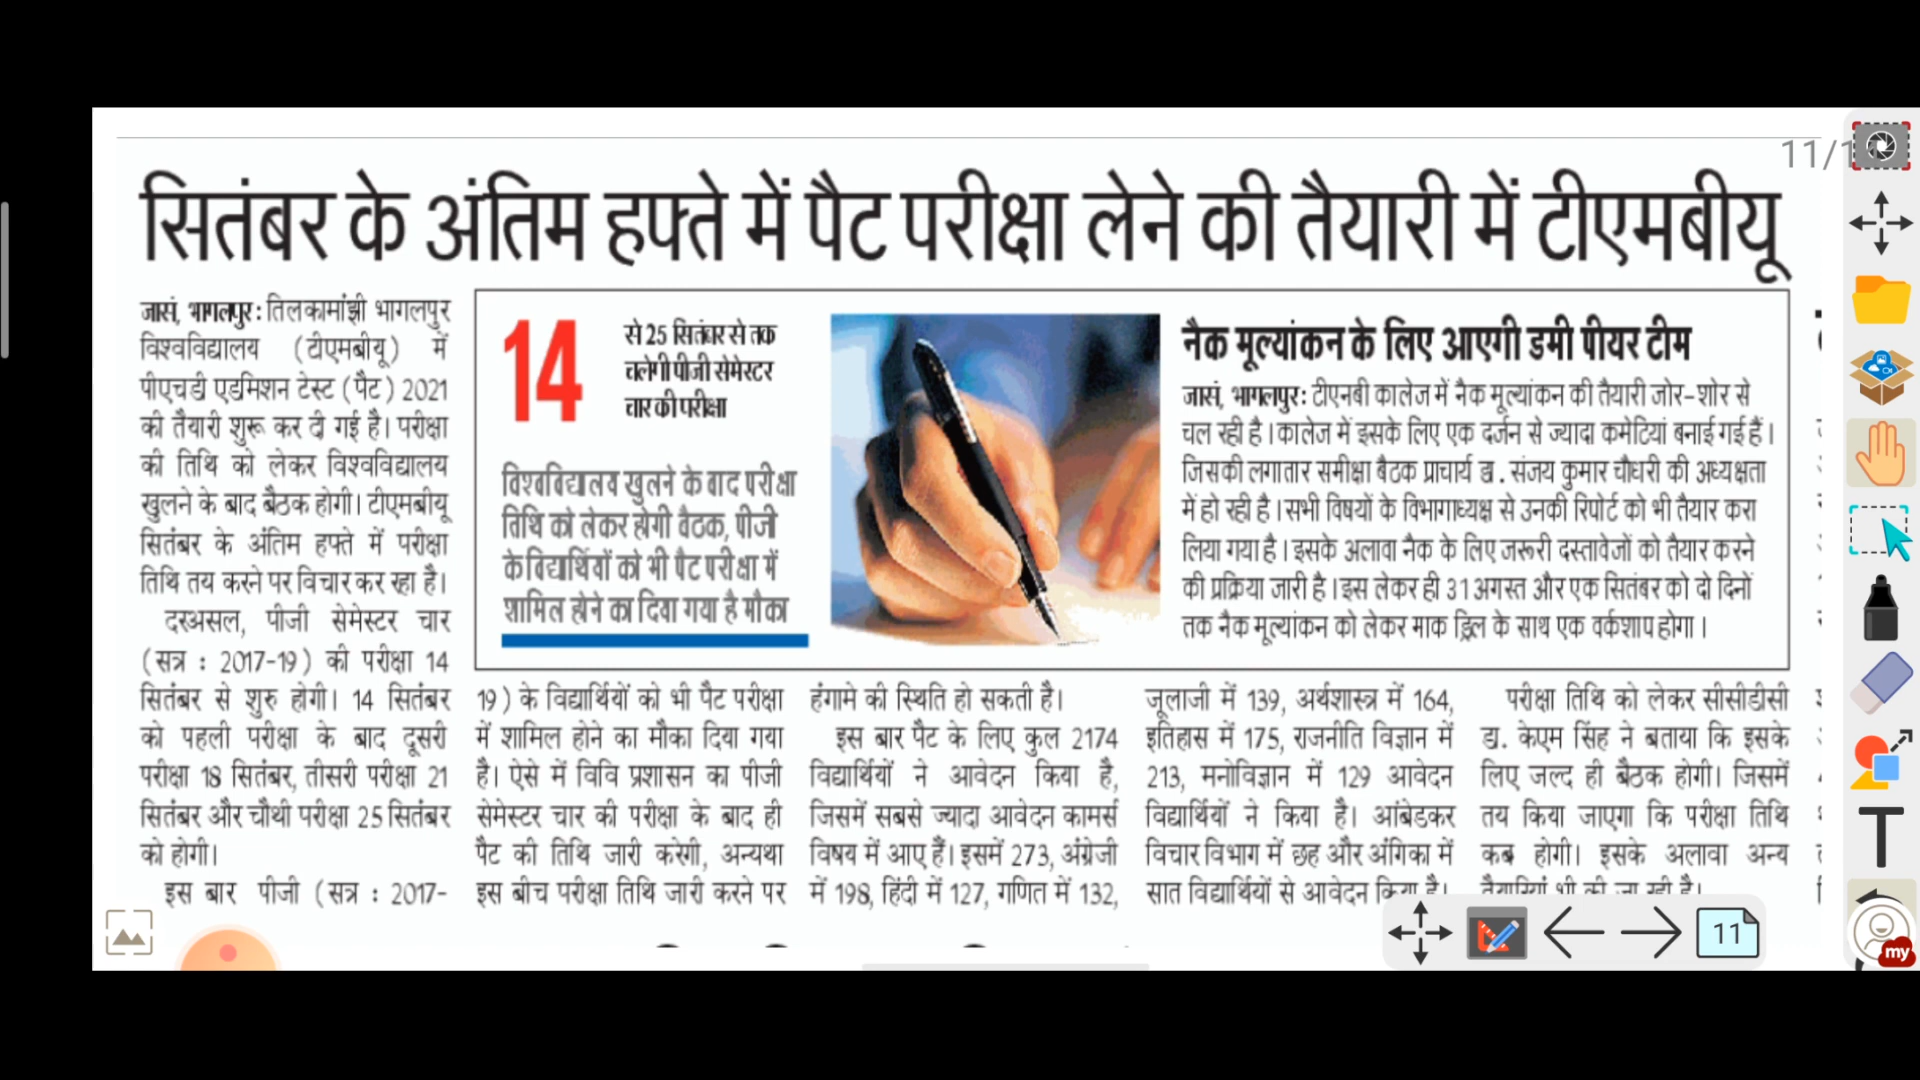 11/1
सितंबर के अंतिम हफ्ते में पैट परीक्षा लेने की तैयारी में टीएमबीयू
जासं, भागलपुर : तिलकामांझी भागलपुर
विश्वविद्यालय (टीएमबीयू) में
पीएचडी एडमिशन टेस्ट (पैट) 2021
की तैयारी शुरू कर दी गई है। परीक्षा
की तिथि को लेकर विश्वविद्यालय
खुलने के बाद बैठक होगी। टीएमबीयू
सितंबर के अंतिम हफ्ते में परीक्षा
तिथि तय करने पर विचार कर रहा है।
दरअसल, पीजी सेमेस्टर चार
(सत्र : 2017-19) की परीक्षा 14
सितंबर से शुरु होगी। 14 सितंबर
को पहली परीक्षा के बाद दूसरी
परीक्षा 18 सितंबर, तीसरी परीक्षा 21
सितंबर और चौथी परीक्षा 25 सितंबर
को होगी।
इस बार पीजी (सत्र : 2017-
14
से 25 सितंबर से तक
चलेगी पीजी सेमेस्टर
चार की परीक्षा
विश्वविद्यालय खुलने के बाद परीक्षा
तिथि को लेकर होगी बैठक, पीजी
के विद्यार्थियों को भी पैट परीक्षा में
शामिल होने का दिया गया है मौका
नैक मूल्यांकन के लिए आएगी डमी पीयर टीम
जासं, भागलपुर : टीएनबी कालेज में नैक मूल्यांकन की तैयारी जोर-शोर से
चल रही है। कालेज में इसके लिए एक दर्जन से ज्यादा कमेटियां बनाई गई हैं।
जिसकी लगातार समीक्षा बैठक प्राचार्य डा. संजय कुमार चौधरी की अध्यक्षता
में हो रही है। सभी विषयों के विभागाध्यक्ष से उनकी रिपोर्ट को भी तैयार करा
लिया गया है। इसके अलावा नैक के लिए जरूरी दस्तावेजों को तैयार करने
की प्रक्रिया जारी है। इस लेकर ही 31 अगस्त और एक सितंबर को दो दिनों
तक नैक मूल्यांकन को लेकर माक ड्रिल के साथ एक वर्कशाप होगा।
19) के विद्यार्थियों को भी पैट परीक्षा
में शामिल होने का मौका दिया गया
है। ऐसे में विवि प्रशासन का पीजी
सेमेस्टर चार की परीक्षा के बाद ही
पैट की तिथि जारी करेगी, अन्यथा
इस बीच परीक्षा तिथि जारी करने पर
हंगामे की स्थिति हो सकती है।
इस बार पैट के लिए कुल 2174
विद्यार्थियों ने आवेदन किया है,
जिसमें सबसे ज्यादा आवेदन कामर्स
विषय में आए हैं। इसमें 273, अंग्रेजी
में 198, हिंदी में 127, गणित में 132,
जूलाजी में 139, अर्थशास्त्र में 164,
इतिहास में 175, राजनीति विज्ञान में
213, मनोविज्ञान में 129 आवेदन
विद्यार्थियों ने किया है। आंबेडकर
विचार विभाग में छह और अंगिका में
सात विद्यार्थियों से आवेदन किया है।
परीक्षा तिथि को लेकर सीसीडीसी
डा. केएम सिंह ने बताया कि इसके
लिए जल्द ही बैठक होगी। जिसमें
तय किया जाएगा कि परीक्षा तिथि
कब होगी। इसके अलावा अन्य
तैयारियां भी की जा रही है।
T
11
my